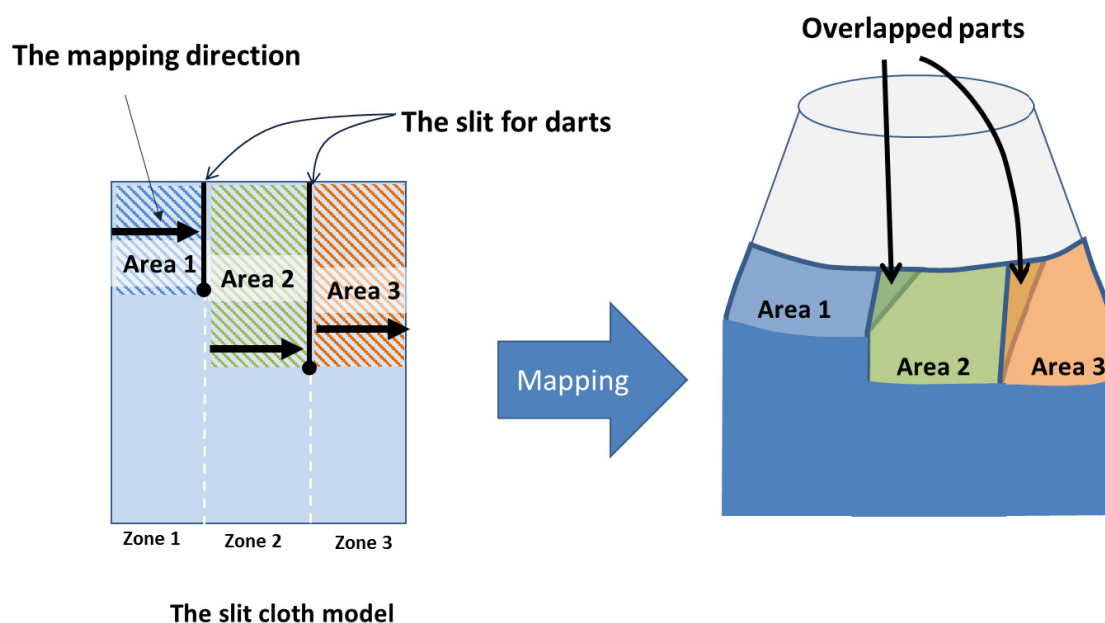 Overlapped parts
The mapping direction
The slit for darts
Area 1
Area 2
Area 3
Area 1
Area 2
Area 3
Mapping
Zone 1
Zone 2
Zone 3
The slit cloth model